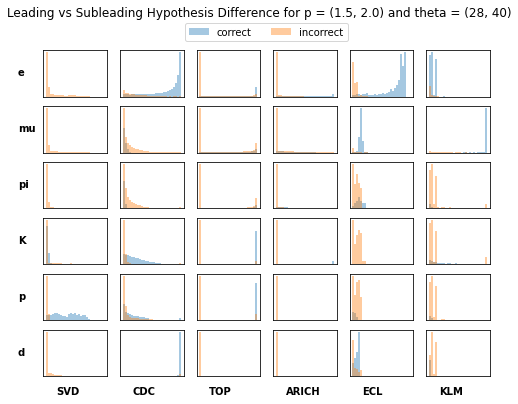 Leading vs Subleading Hypothesis Difference for p = (1.5, 2.0) and theta = (28, 40)
correct incorrect
e
mu
pi
K
p
d
SVD CDC TOP ARICH ECL KLM